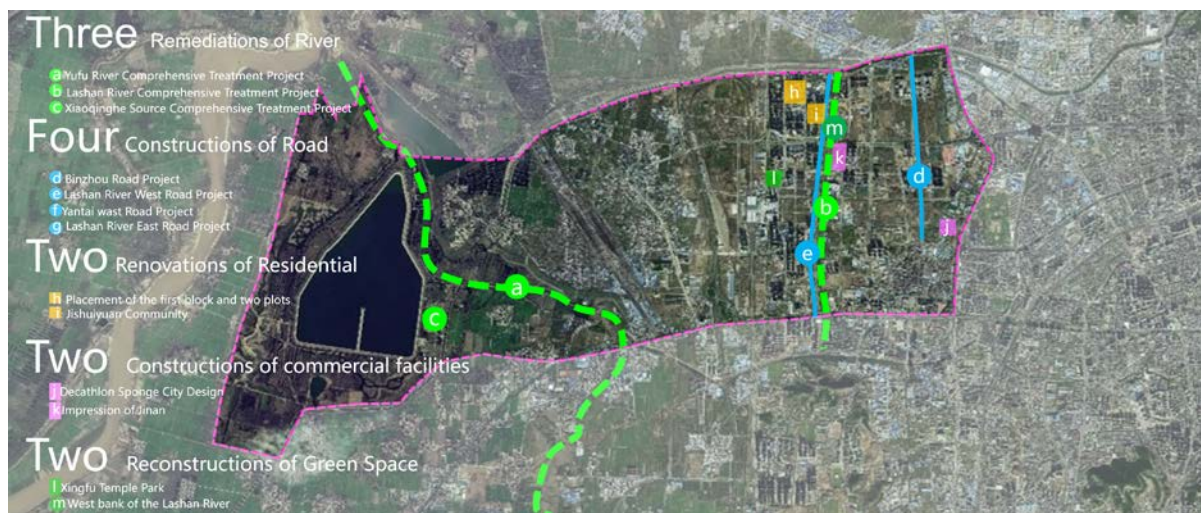 Three Remediations of River
a Yufu River Comprehensive Treatment Project
b Lashan River Comprehensive Treatment Project
c Xiaoqinghe Source Comprehensive Treatment Project
Four Constructions of Road
d Binzhou Road Project
e Lashan River West Road Project
f Yantai wast Road Project
g Lashan River East Road Project
Two Renovations of Residential
h Placement of the first block and two plots
i Jishuiyuan Community
Two Constructions of commercial facilities
j Decathlon Sponge City Design
k Impression of Jinan
Two Reconstructions of Green Space
l Xingfu Temple Park
m West bank of the Lashan River
h
i
m
k
l
d
b
j
e
a
c